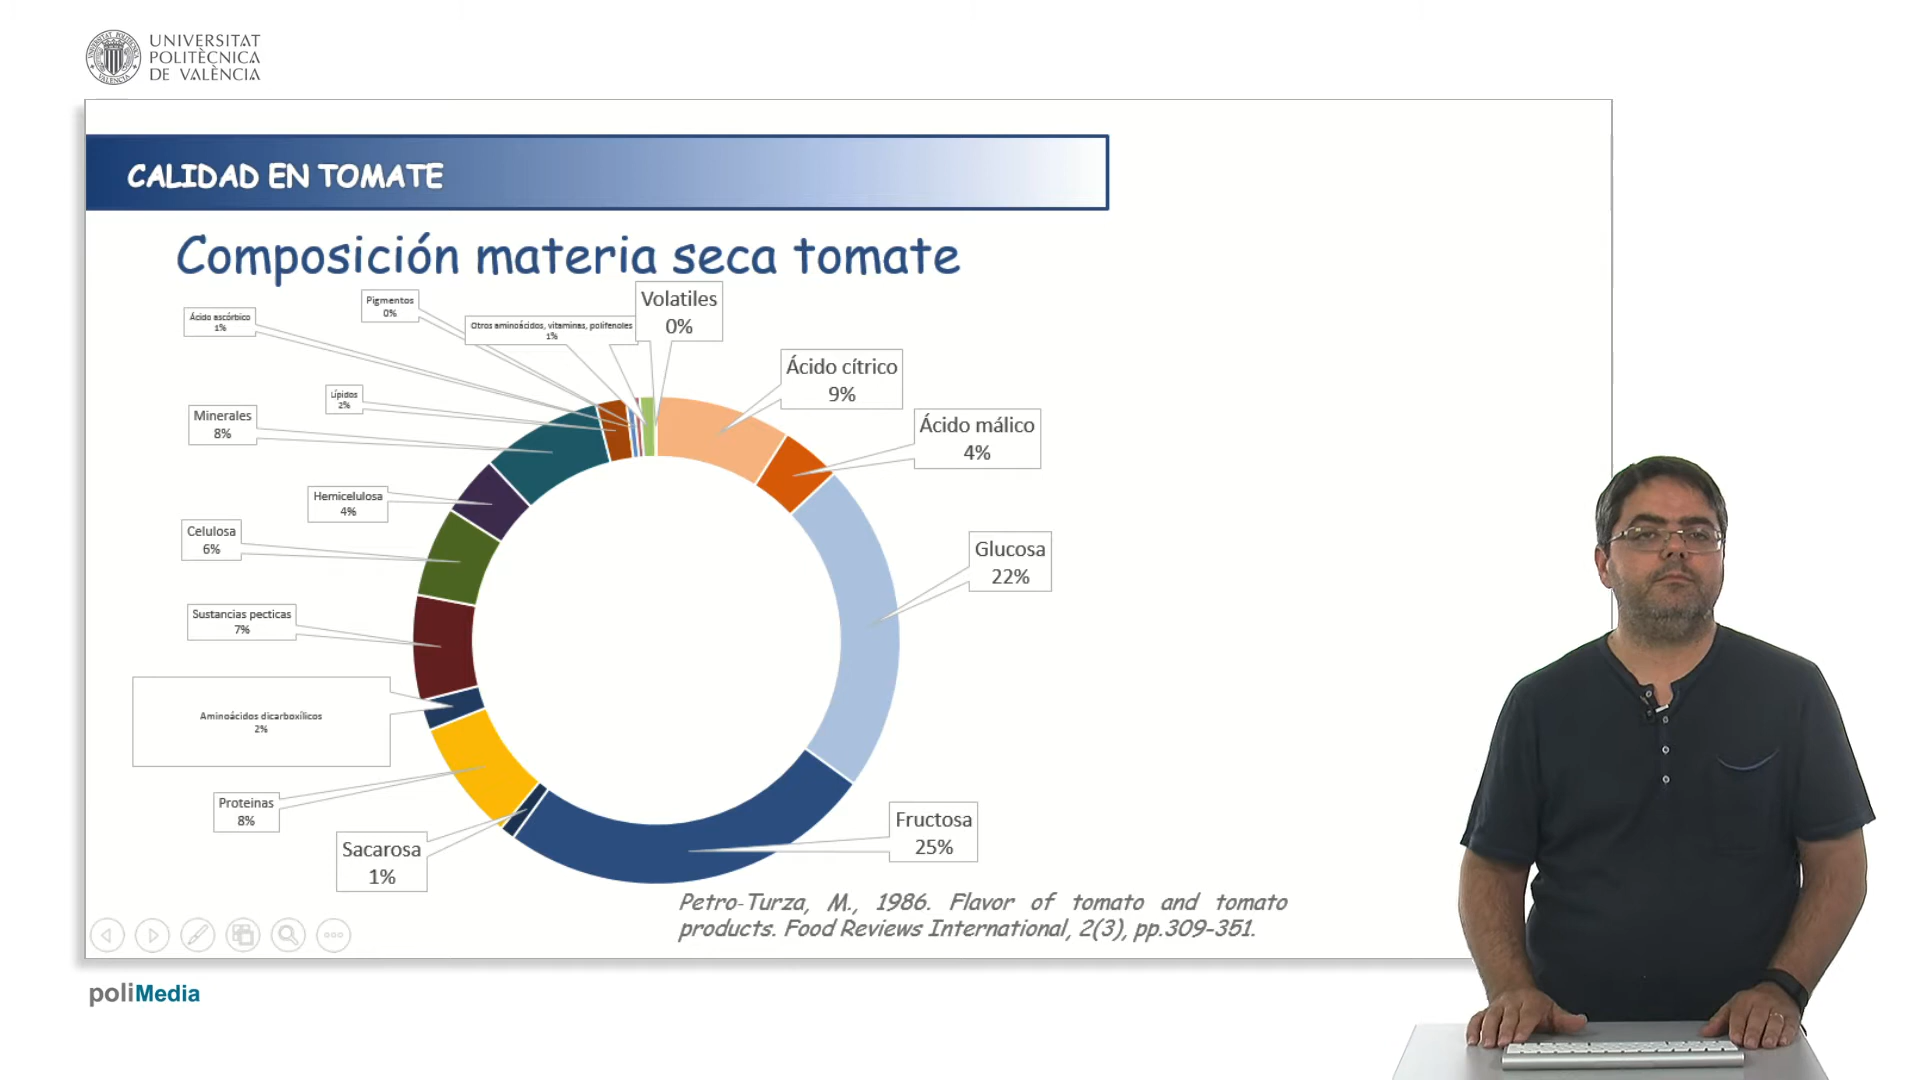 UNIVERSITAT
POLITÈCNICA
DE VALÈNCIA
CALIDAD EN TOMATE
Composición materia seca tomate
Volatiles
0%
Pigmentos
0%
Ácido ascórbico
1%
Otros aminoácidos, vitaminas, polifenoles
1%
Ácido cítrico
9%
Lípidos
2%
Minerales
8%
Ácido málico
4%
Hemicelulosa
4%
Celulosa
6%
Glucosa
22%
Sustancias pecticas
7%
Aminoácidos dicarboxílicos
2%
Proteinas
8%
Fructosa
25%
Sacarosa
1%
Petro-Turza, M., 1986. Flavor of tomato and tomato
products. Food Reviews International, 2(3), pp.309-351.
poliMedia